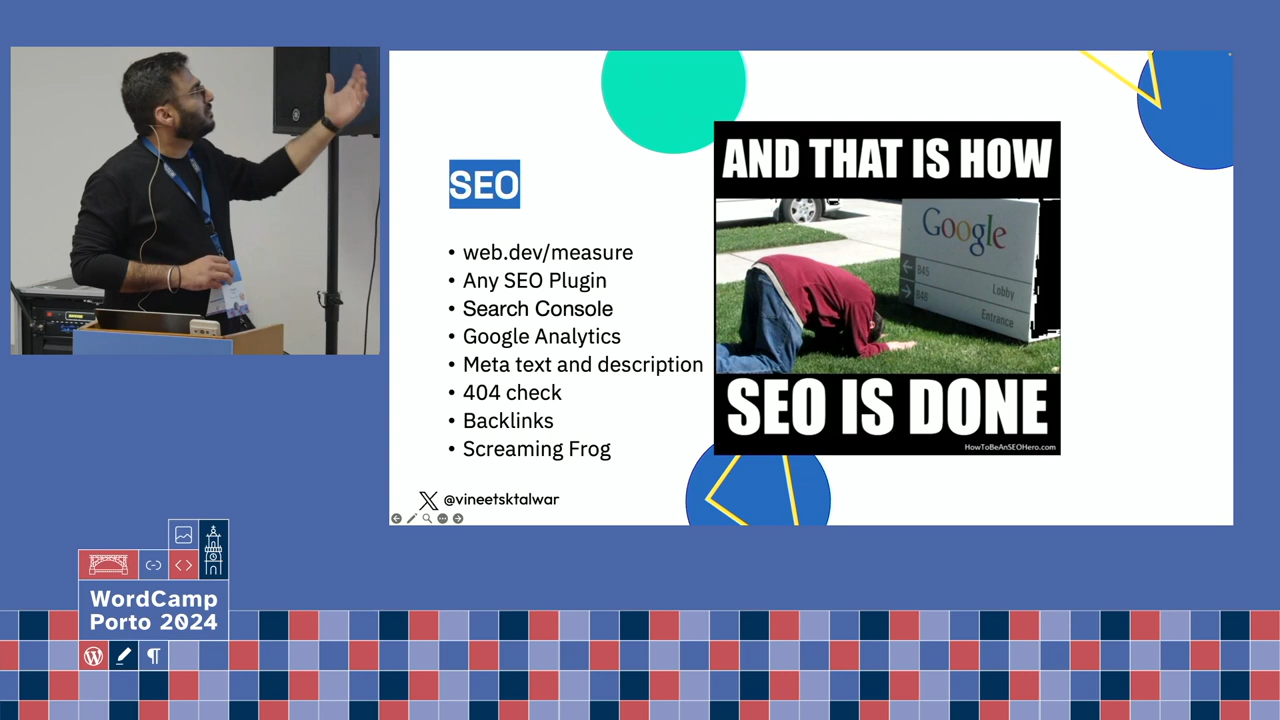 SEO
• web.dev/measure
• Any SEO Plugin
• Search Console
• Google Analytics
• Meta text and description
• 404 check
• Backlinks
• Screaming Frog
@vineetsktalwar
AND THAT IS HOW
Google
B45
Lobby
Entrance
SEO IS DONE
HowToBeAnSEOHero.com
WordCamp
Porto 2024